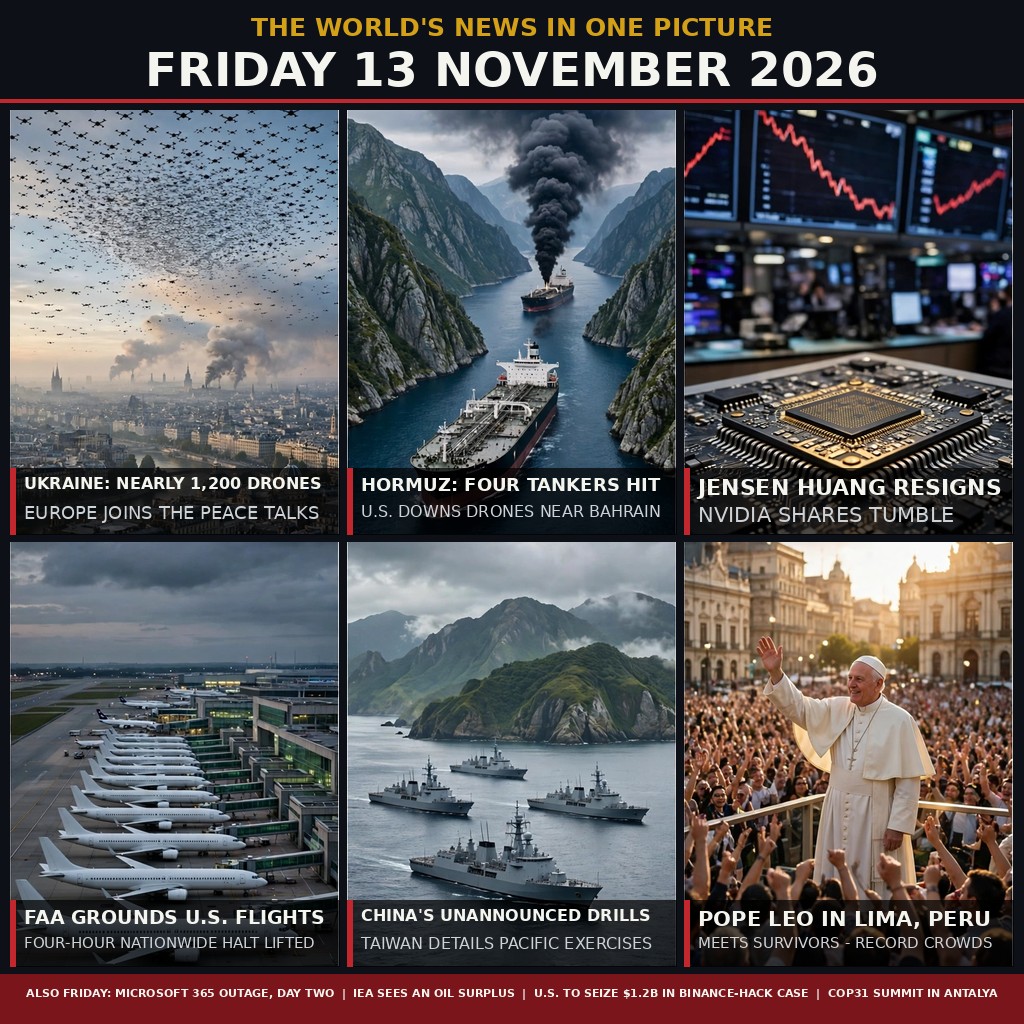 THE WORLD'S NEWS IN ONE PICTURE
FRIDAY 13 NOVEMBER 2026
UKRAINE: NEARLY 1,200 DRONES
EUROPE JOINS THE PEACE TALKS
HORMUZ: FOUR TANKERS HIT
U.S. DOWNS DRONES NEAR BAHRAIN
JENSEN HUANG RESIGNS
NVIDIA SHARES TUMBLE
FAA GROUNDS U.S. FLIGHTS
FOUR-HOUR NATIONWIDE HALT LIFTED
CHINA'S UNANNOUNCED DRILLS
TAIWAN DETAILS PACIFIC EXERCISES
POPE LEO IN LIMA, PERU
MEETS SURVIVORS - RECORD CROWDS
ALSO FRIDAY: MICROSOFT 365 OUTAGE, DAY TWO | IEA SEES AN OIL SURPLUS | U.S. TO SEIZE $1.2B IN BINANCE-HACK CASE | COP31 SUMMIT IN ANTALYA